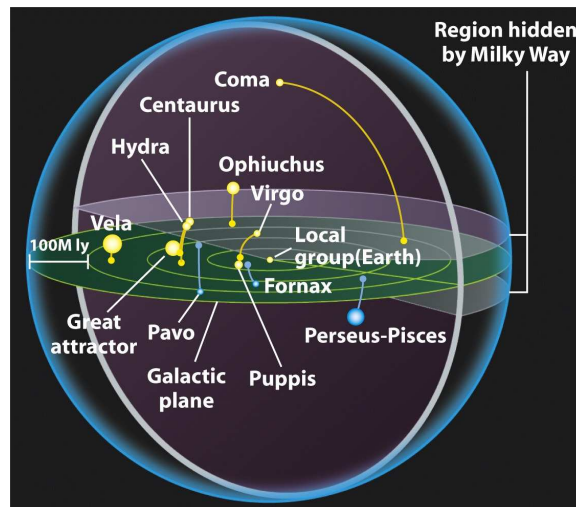 Region hidden
by Milky Way
Coma
Centaurus
Hydra
Ophiuchus
Virgo
Vela
100M ly
Local
group(Earth)
Great
attractor
Pavo
Fornax
Perseus-Pisces
Galactic
plane
Puppis